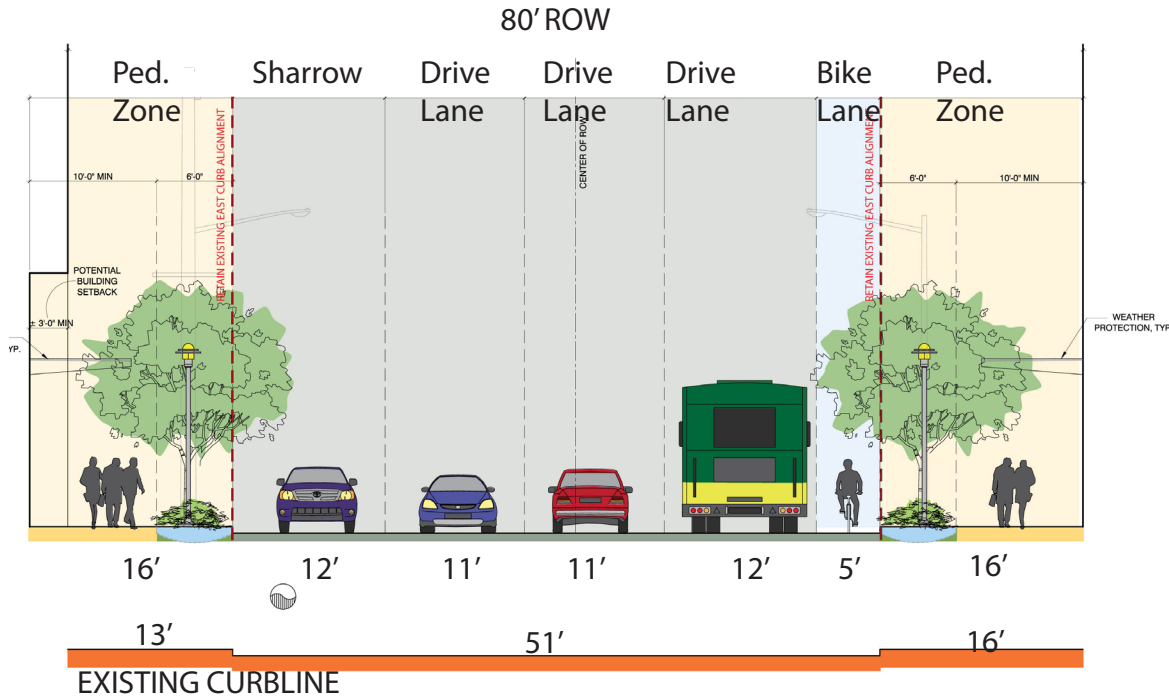 80' ROW
Ped.
Zone
Sharrow
Drive
Lane
Drive
Lane
Drive
Lane
Bike
Lane
Ped.
Zone
RETAIN EXISTING EAST CURB ALIGNMENT
CENTER OF ROW
RETAIN EXISTING EAST CURB ALIGNMENT
10'-0" MIN
6'-0"
6'-0"
10'-0" MIN
POTENTIAL
BUILDING
SETBACK
± 3'-0" MIN
YP.
WEATHER
PROTECTION, TYP
16'
12'
11'
11'
12'
5'
16'
13'
51'
16'
EXISTING CURBLINE